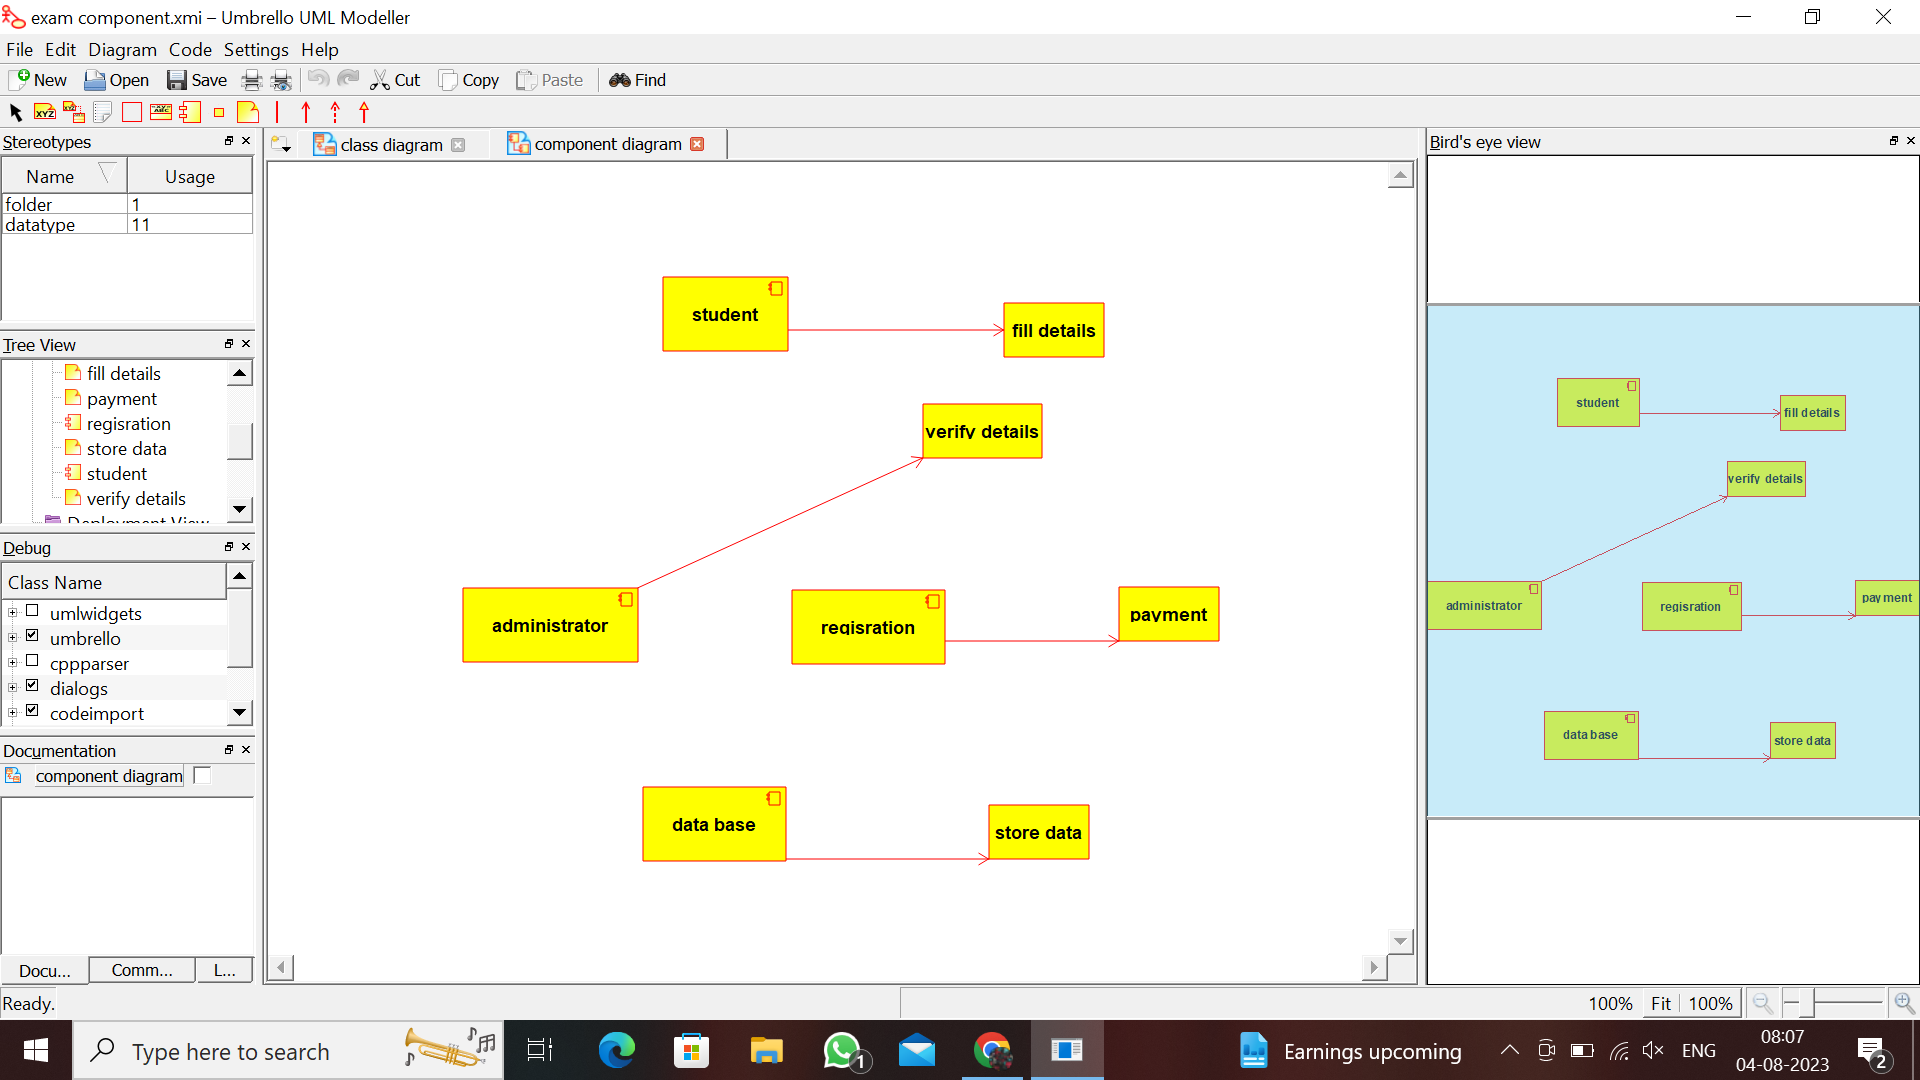 exam component.xmi – Umbrello UML Modeller
File Edit Diagram Code Settings Help
New Open Save Cut Copy Paste Find
XYZ
Stereotypes
Name Usage
folder 1
datatype 11
Tree View
fill details
payment
regisration
store data
student
verify details
Deployment View
Debug
Class Name
umlwidgets
umbrello
cppparser
dialogs
codeimport
Documentation
component diagram
Docu... Comm... L...
class diagram component diagram
student
fill details
verify details
administrator
regisration
payment
data base
store data
Bird's eye view
student
fill details
verify details
administrator
regisration
payment
data base
store data
Ready.
100% Fit 100%
Type here to search
1
Earnings upcoming
ENG
08:07
04-08-2023
2